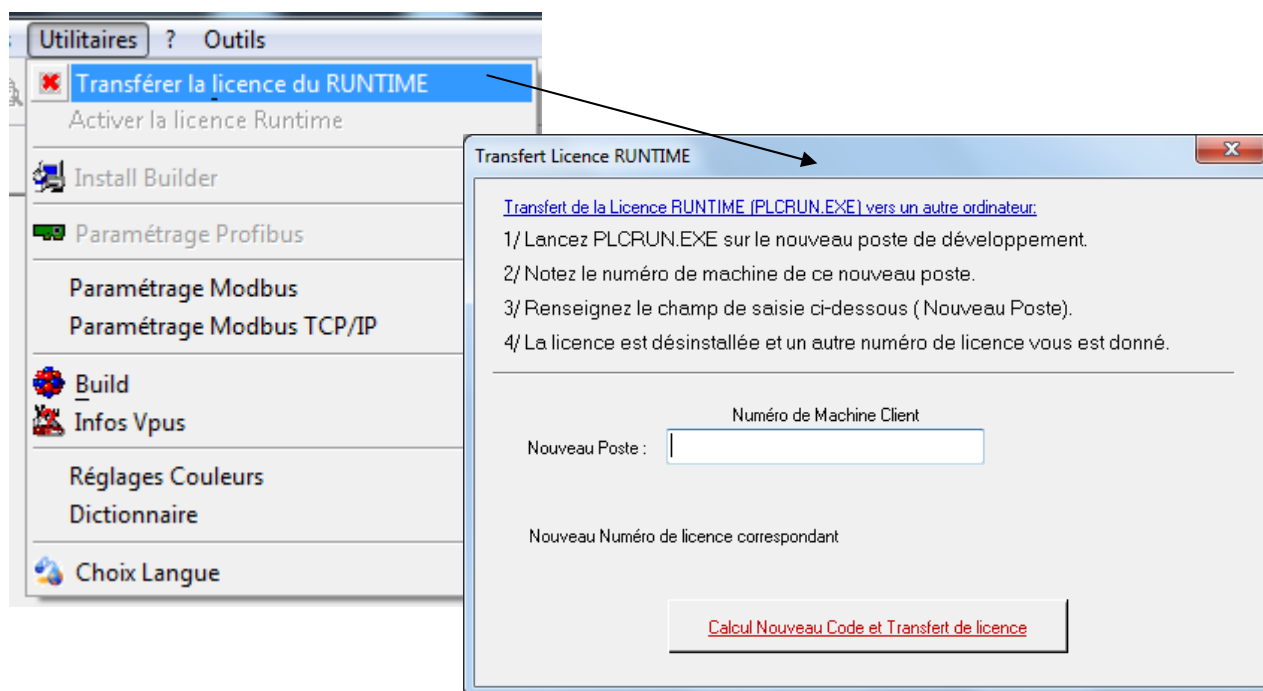 Utilitaires ? Outils
Transférer la licence du RUNTIME
Activer la licence Runtime
Install Builder
Paramétrage Profibus
Paramétrage Modbus
Paramétrage Modbus TCP/IP
Build
Infos Vpus
Réglages Couleurs
Dictionnaire
Choix Langue
Transfert Licence RUNTIME
Transfert de la Licence RUNTIME (PLCRUN.EXE) vers un autre ordinateur:
1/ Lancez PLCRUN.EXE sur le nouveau poste de développement.
2/ Notez le numéro de machine de ce nouveau poste.
3/ Renseignez le champ de saisie ci-dessous ( Nouveau Poste).
4/ La licence est désinstallée et un autre numéro de licence vous est donné.
Numéro de Machine Client
Nouveau Poste :
Nouveau Numéro de licence correspondant
Calcul Nouveau Code et Transfert de licence